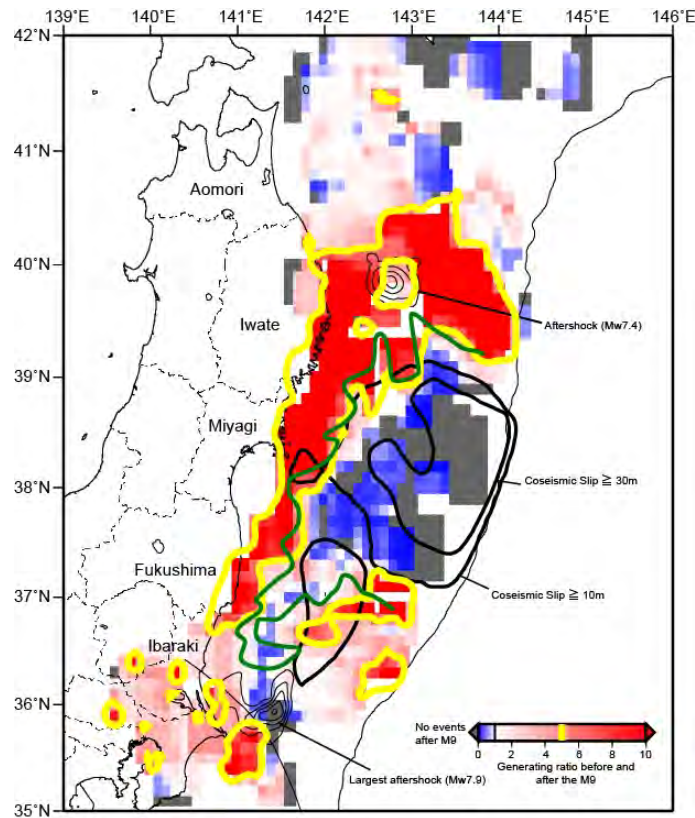 139˚E 140˚E 141˚E 142˚E 143˚E 144˚E 145˚E 146˚E
42˚N
41˚N
Aomori
40˚N
Aftershock (Mw7.4)
Iwate
39˚N
Miyagi
Coseismic Slip ≧ 30m
38˚N
Fukushima
37˚N
Coseismic Slip ≧ 10m
Ibaraki
36˚N
No events
after M9
0 2 4 6 8 10
Generating ratio before and
after the M9
Largest aftershock (Mw7.9)
35˚N